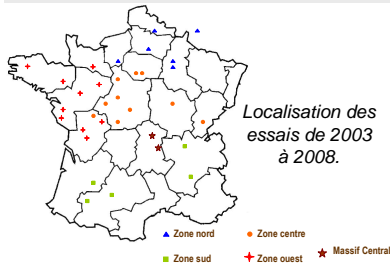 Localisation des
essais de 2003
à 2008.
Zone nord
Zone centre
Massif Central
Zone sud
Zone ouest